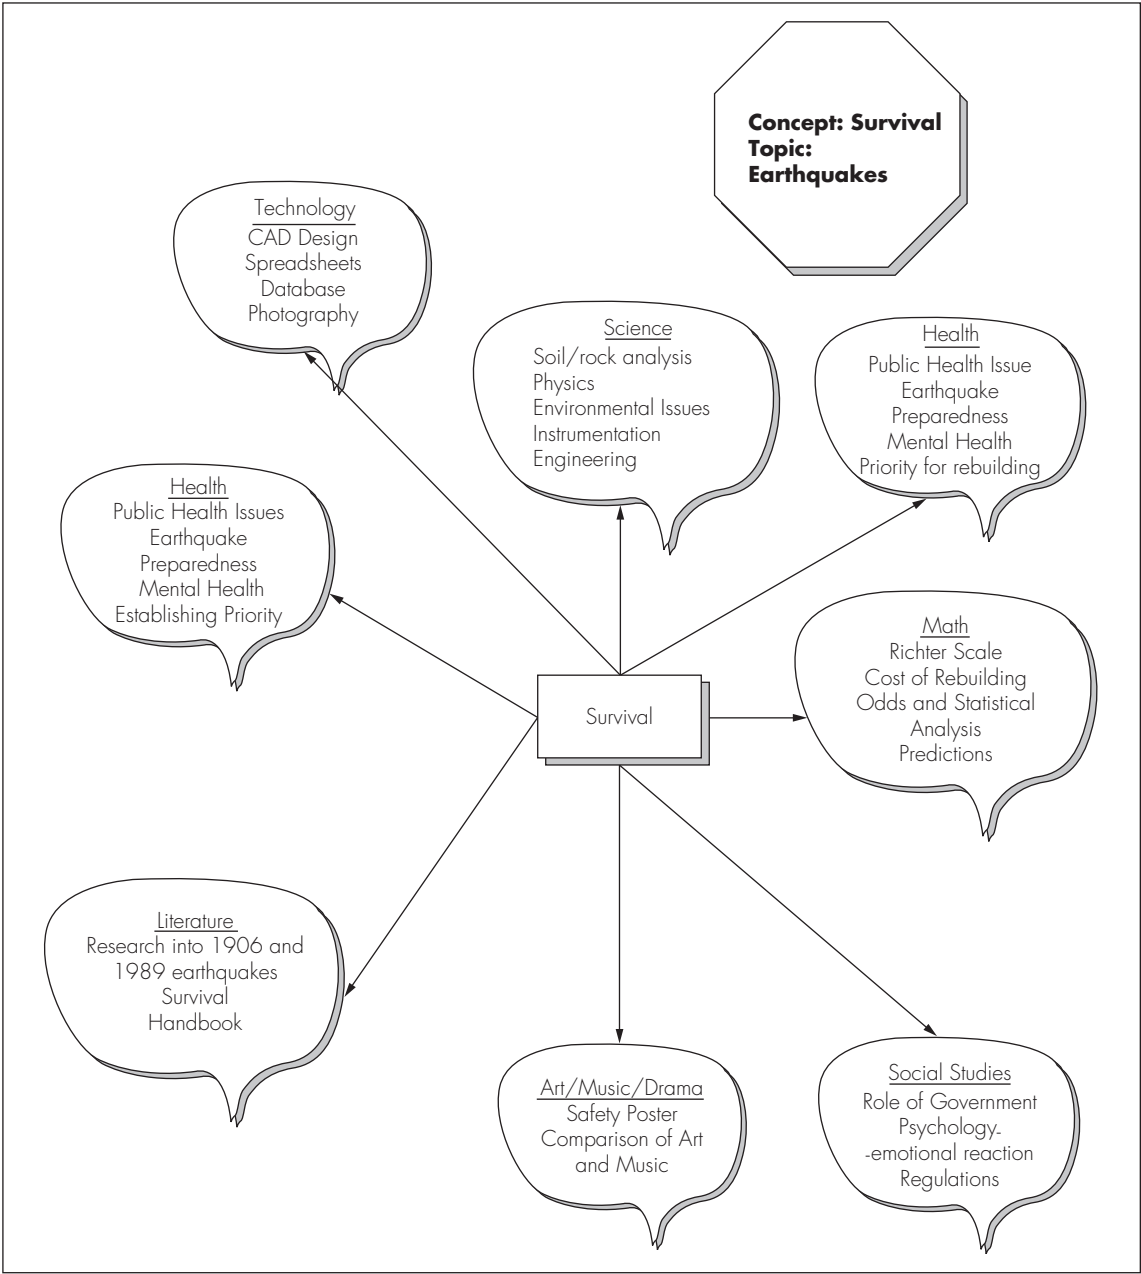 Concept: Survival
Topic:
Earthquakes
Technology
CAD Design
Spreadsheets
Database
Photography
Science
Soil/rock analysis
Physics
Environmental Issues
Instrumentation
Engineering
Health
Public Health Issue
Earthquake
Preparedness
Mental Health
Priority for rebuilding
Health
Public Health Issues
Earthquake
Preparedness
Mental Health
Establishing Priority
Math
Richter Scale
Cost of Rebuilding
Odds and Statistical
Analysis
Predictions
Survival
Literature
Research into 1906 and
1989 earthquakes
Survival
Handbook
Art/Music/Drama
Safety Poster
Comparison of Art
and Music
Social Studies
Role of Government
Psychology-
-emotional reaction
Regulations